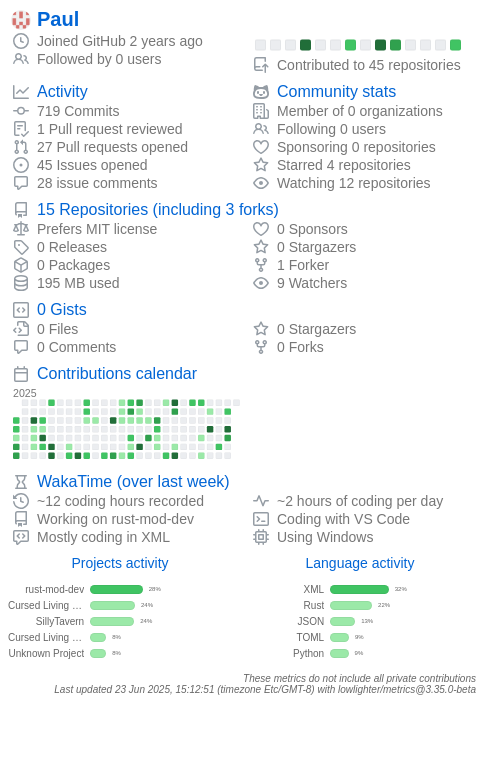 Paul
Joined GitHub 2 years ago
Followed by 0 users
Contributed to 45 repositories
Activity
719 Commits
1 Pull request reviewed
27 Pull requests opened
45 Issues opened
28 issue comments
Community stats
Member of 0 organizations
Following 0 users
Sponsoring 0 repositories
Starred 4 repositories
Watching 12 repositories
15 Repositories (including 3 forks)
Prefers MIT license
0 Releases
0 Packages
195 MB used
0 Sponsors
0 Stargazers
1 Forker
9 Watchers
0 Gists
0 Files
0 Comments
0 Stargazers
0 Forks
Contributions calendar
2025
WakaTime (over last week)
~12 coding hours recorded
Working on rust-mod-dev
Mostly coding in XML
~2 hours of coding per day
Coding with VS Code
Using Windows
Projects activity
rust-mod-dev 28%
Cursed Living ... 24%
SillyTavern 24%
Cursed Living ... 8%
Unknown Project 8%
Language activity
XML 32%
Rust 22%
JSON 13%
TOML 9%
Python 9%
These metrics do not include all private contributions
Last updated 23 Jun 2025, 15:12:51 (timezone Etc/GMT-8) with lowlighter/metrics@3.35.0-beta